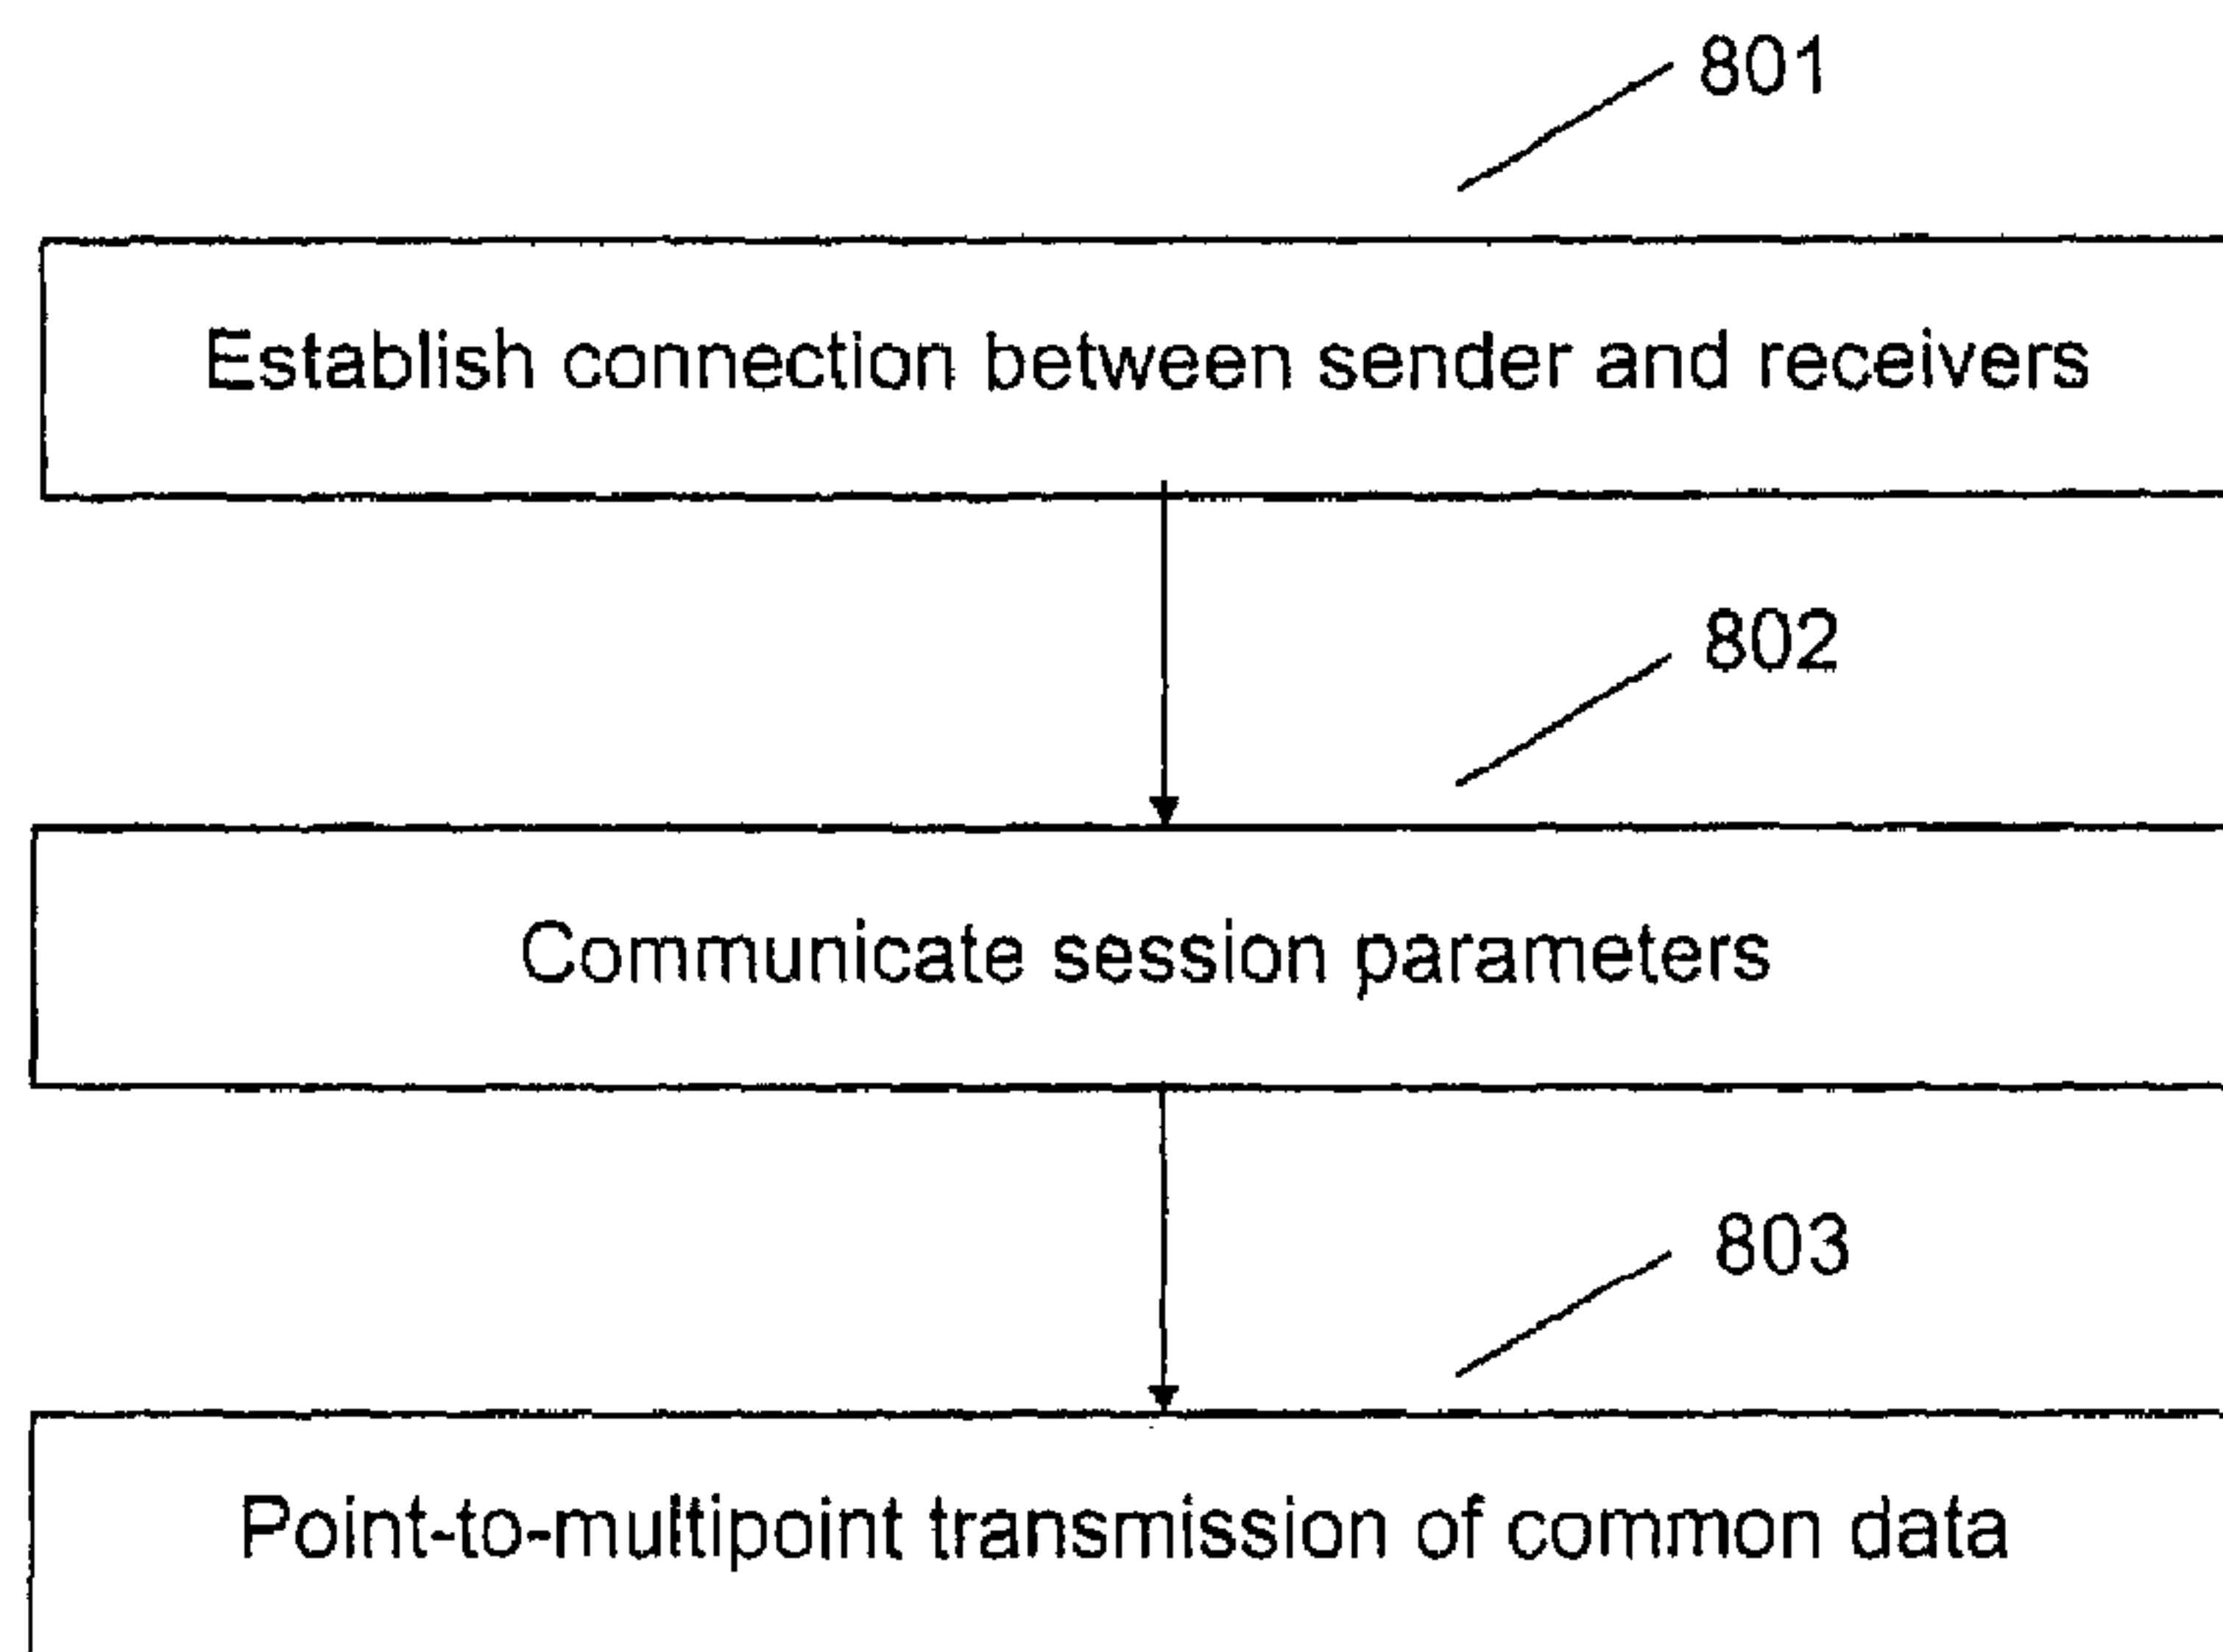 801
Establish connection between sender and receivers
802
Communicate session parameters
803
Point-to-multipoint transmission of common data